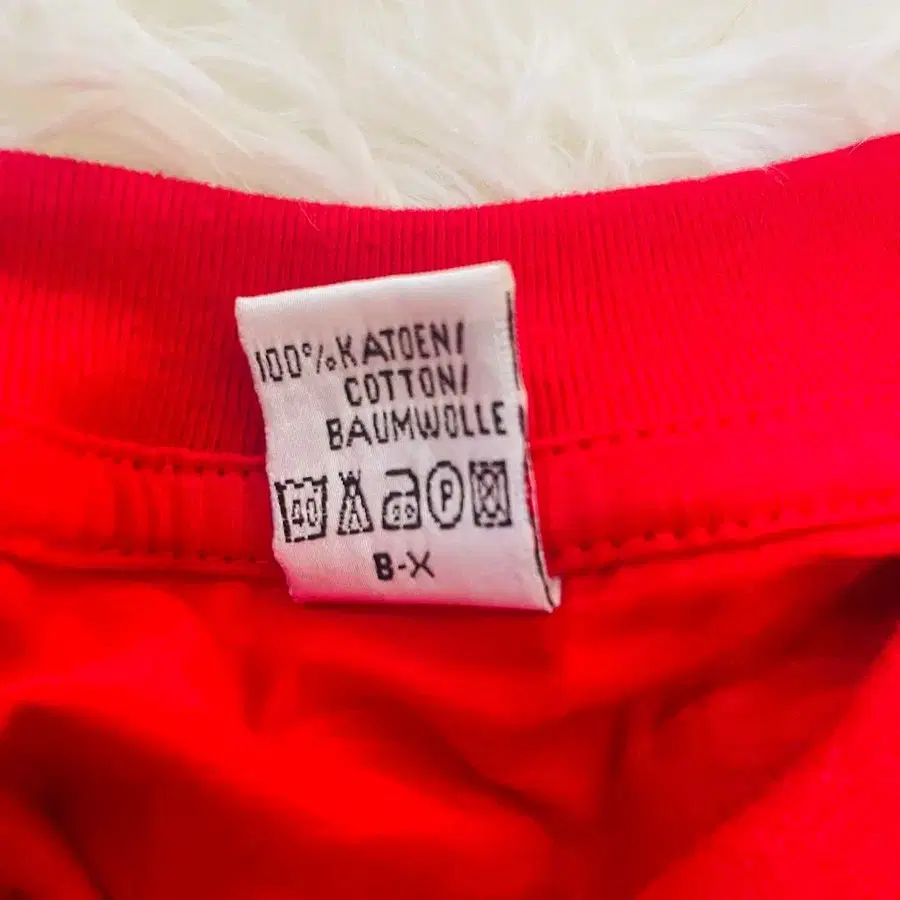 100% KATOEN/
COTTON/
BAUMWOLLE
40 P
B-X